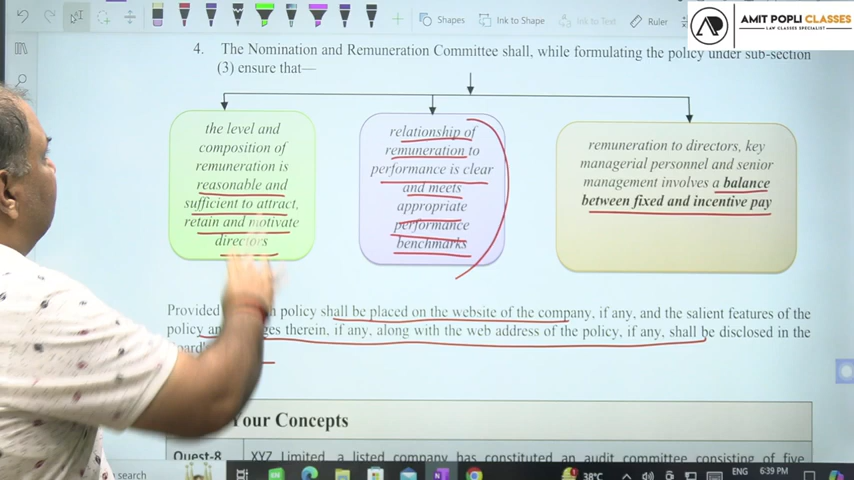 Shapes
Ink to Shape
Ink to Text
Ruler
AMIT POPLI CLASSES
LAW CLASSES SPECIALIST
4. The Nomination and Remuneration Committee shall, while formulating the policy under sub-section
(3) ensure that—
the level and
composition of
remuneration is
reasonable and
sufficient to attract,
retain and motivate
directors
relationship of
remuneration to
performance is clear
and meets
appropriate
performance
benchmarks
remuneration to directors, key
managerial personnel and senior
management involves a balance
between fixed and incentive pay
Provided policy shall be placed on the website of the company, if any, and the salient features of the
policy therein, if any, along with the web address of the policy, if any, shall be disclosed in the
Your Concepts
Quest-8
XYZ Limited, a listed company has constituted an audit committee consisting of five
search
38°C
ENG
6:39 PM